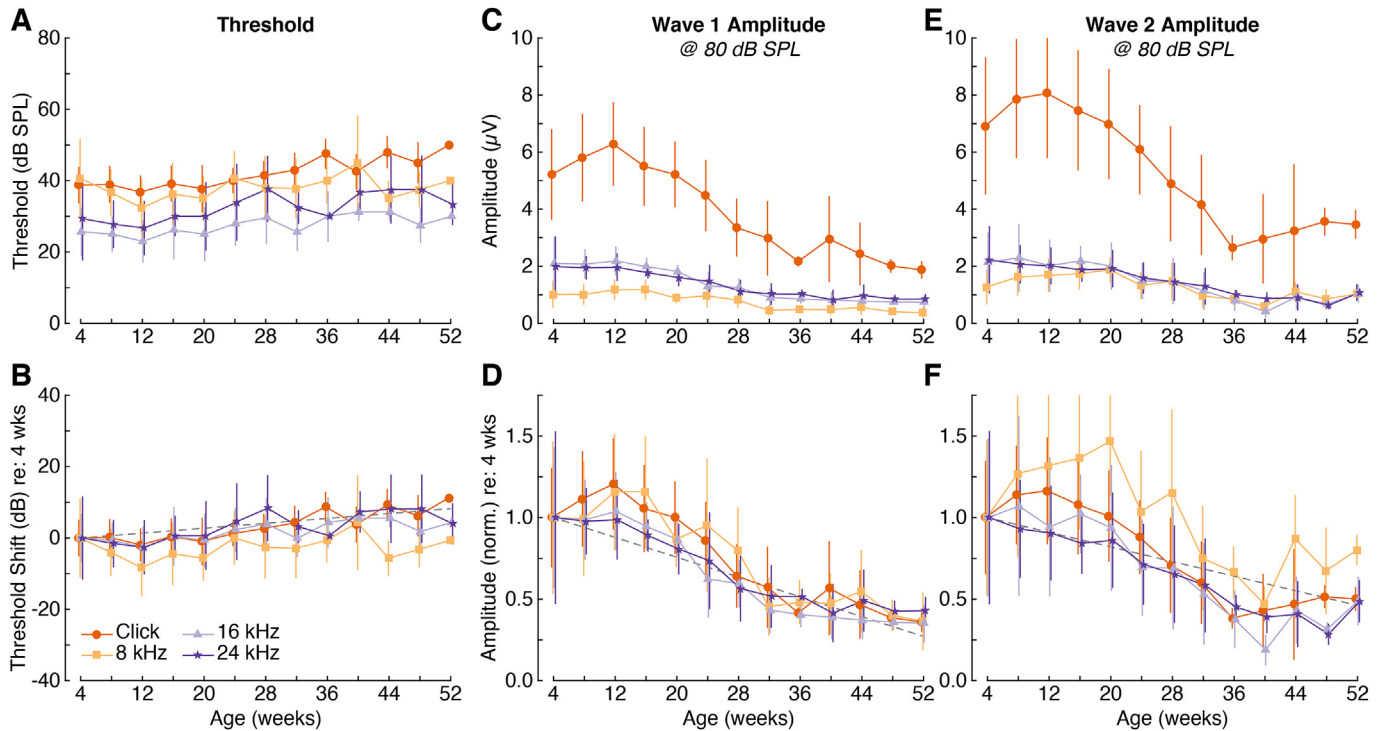 A
Threshold
80
60
40
20
0
Threshold (dB SPL)
4 12 20 28 36 44 52
C
Wave 1 Amplitude
@ 80 dB SPL
10
8
6
4
2
0
Amplitude (µV)
4 12 20 28 36 44 52
E
Wave 2 Amplitude
@ 80 dB SPL
10
8
6
4
2
0
4 12 20 28 36 44 52
B
40
20
0
-20
-40
Threshold Shift (dB) re: 4 wks
Click
8 kHz
16 kHz
24 kHz
4 12 20 28 36 44 52
Age (weeks)
D
1.5
1.0
0.5
0.0
Amplitude (norm.) re: 4 wks
4 12 20 28 36 44 52
Age (weeks)
F
1.5
1.0
0.5
0.0
4 12 20 28 36 44 52
Age (weeks)